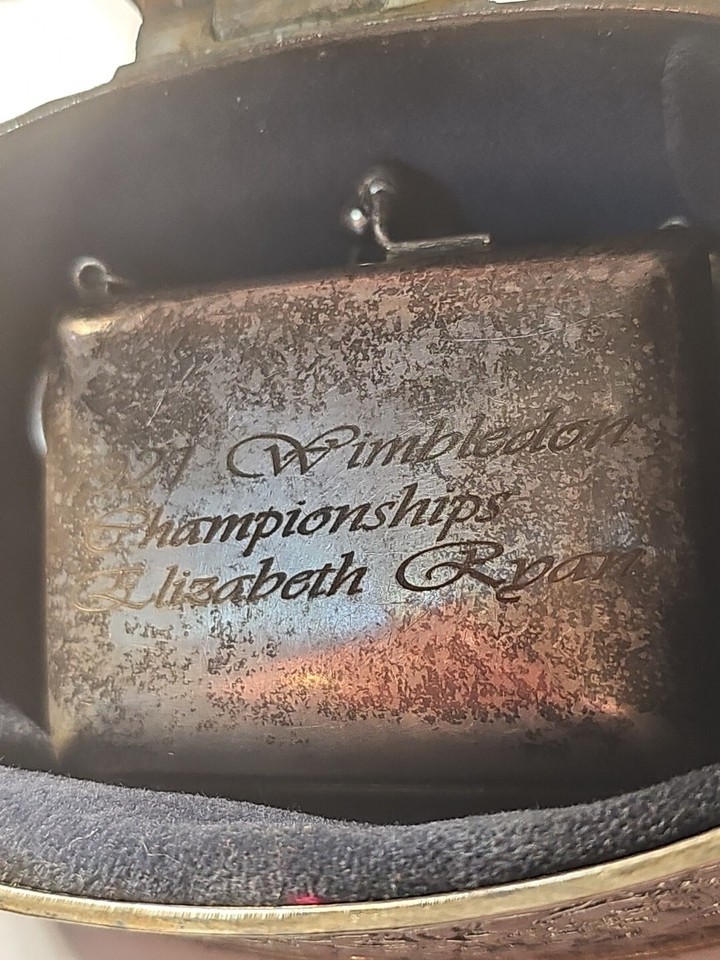 Wimbledon
Championships
Elizabeth Ryan